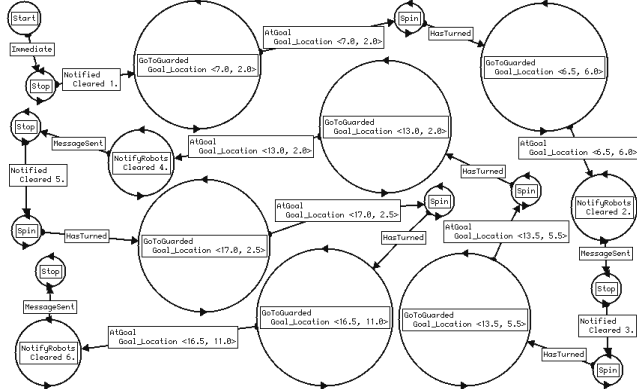 Start
Immediate
Stop
Notified
Cleared 1.
GoToGuarded
Goal_Location <7.0, 2.0>
AtGoal
Goal_Location <7.0, 2.0>
Spin
HasTurned
GoToGuarded
Goal_Location <6.5, 6.0>
AtGoal
Goal_Location <6.5, 6.0>
NotifyRobots
Cleared 2.
MessageSent
Stop
Notified
Cleared 3.
Spin
HasTurned
GoToGuarded
Goal_Location <13.5, 5.5>
AtGoal
Goal_Location <13.5, 5.5>
Spin
HasTurned
GoToGuarded
Goal_Location <13.0, 2.0>
AtGoal
Goal_Location <13.0, 2.0>
NotifyRobots
Cleared 4.
MessageSent
Stop
Notified
Cleared 5.
Spin
HasTurned
GoToGuarded
Goal_Location <17.0, 2.5>
AtGoal
Goal_Location <17.0, 2.5>
Spin
HasTurned
GoToGuarded
Goal_Location <16.5, 11.0>
AtGoal
Goal_Location <16.5, 11.0>
NotifyRobots
Cleared 6.
MessageSent
Stop